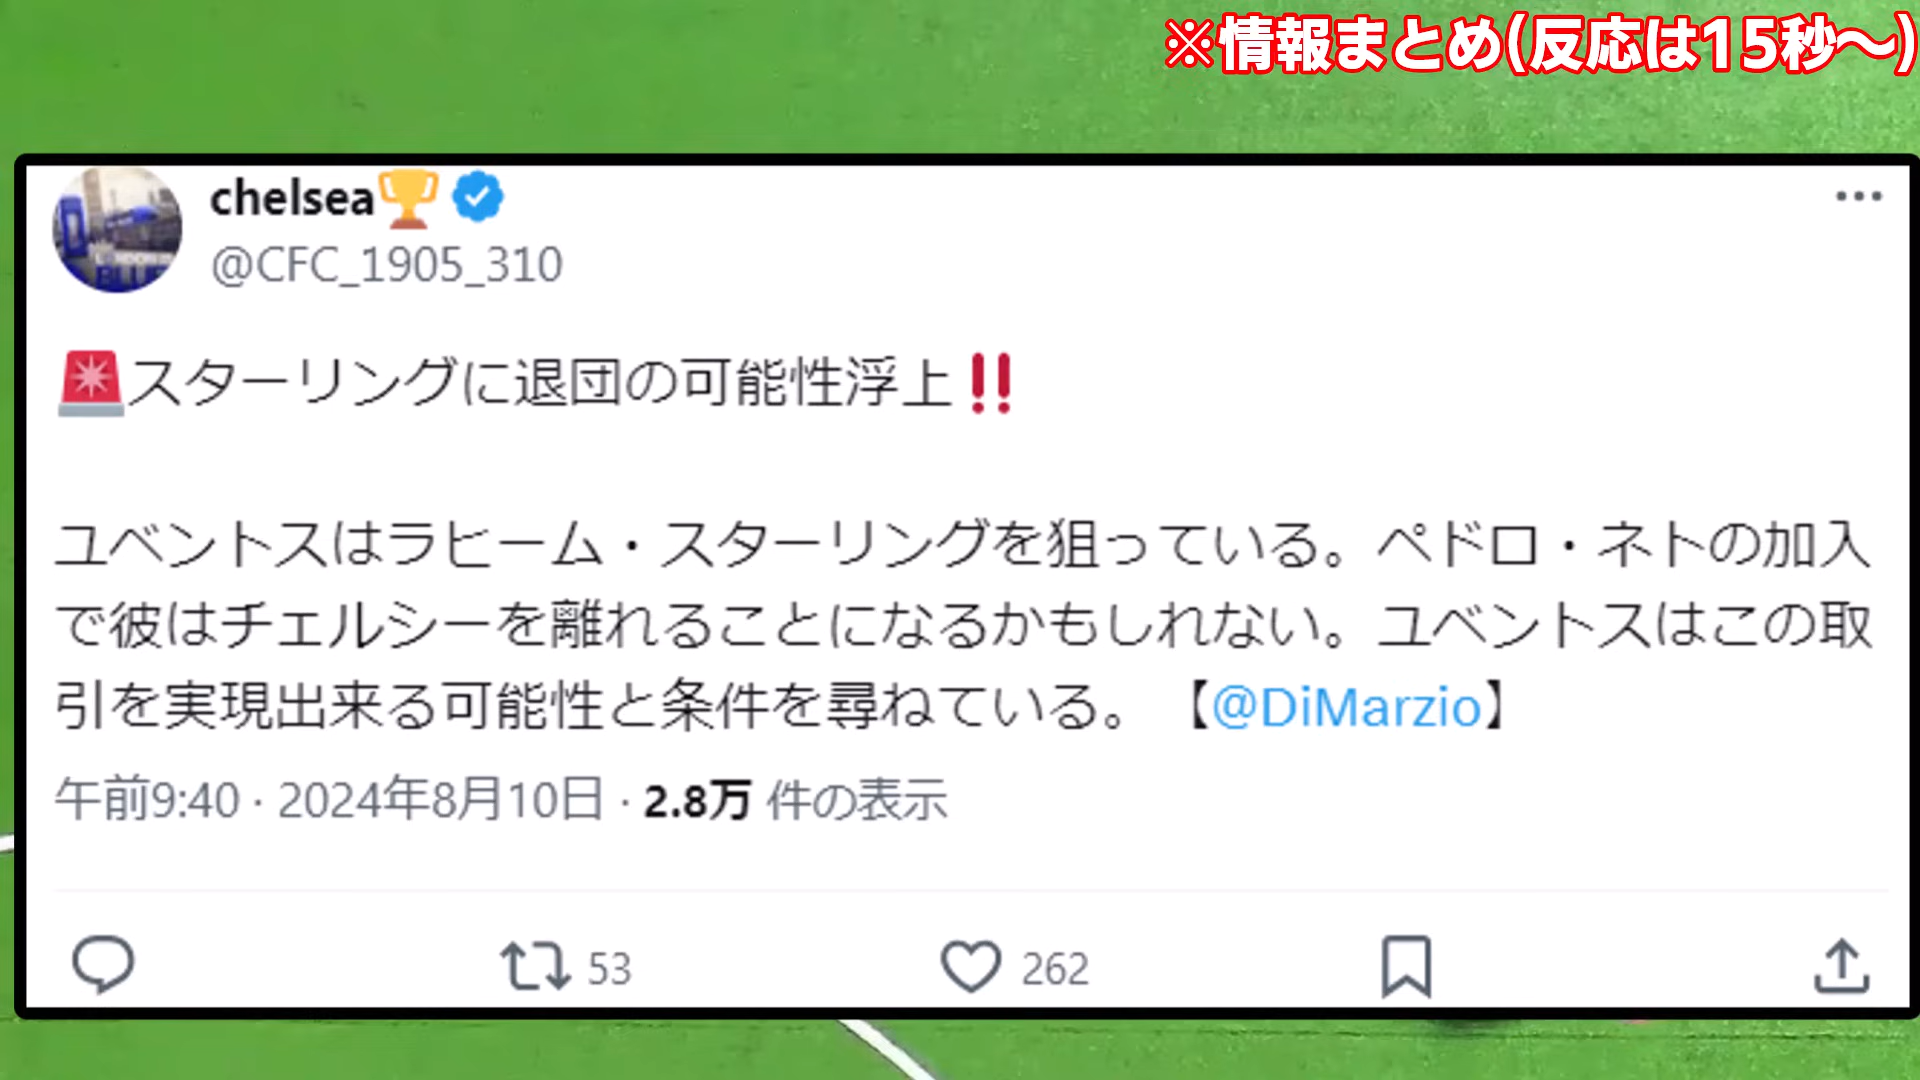 ※情報まとめ(反応は15秒〜)
chelsea🏆
@CFC_1905_310
🚨スターリングに退団の可能性浮上‼️
ユベントスはラヒーム・スターリングを狙っている。ペドロ・ネトの加入
で彼はチェルシーを離れることになるかもしれない。ユベントスはこの取
引を実現出来る可能性と条件を尋ねている。【@DiMarzio】
午前9:40 · 2024年8月10日 · 2.8万 件の表示
53
262